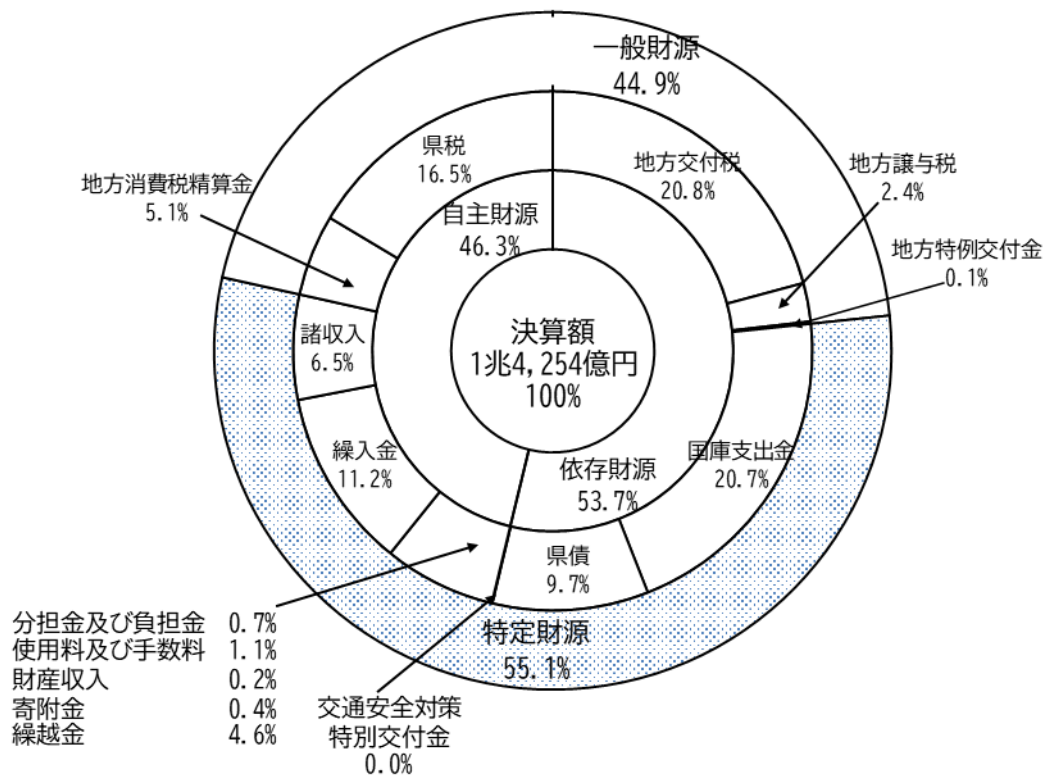 一般財源
44.9%
県税
16.5%
地方交付税
20.8%
地方譲与税
2.4%
地方消費税精算金
5.1%
自主財源
46.3%
地方特例交付金
0.1%
諸収入
6.5%
決算額
1兆4,254億円
100%
繰入金
11.2%
依存財源
53.7%
国庫支出金
20.7%
県債
9.7%
特定財源
55.1%
分担金及び負担金 0.7%
使用料及び手数料 1.1%
財産収入 0.2%
寄附金 0.4%
繰越金 4.6%
交通安全対策
特別交付金
0.0%